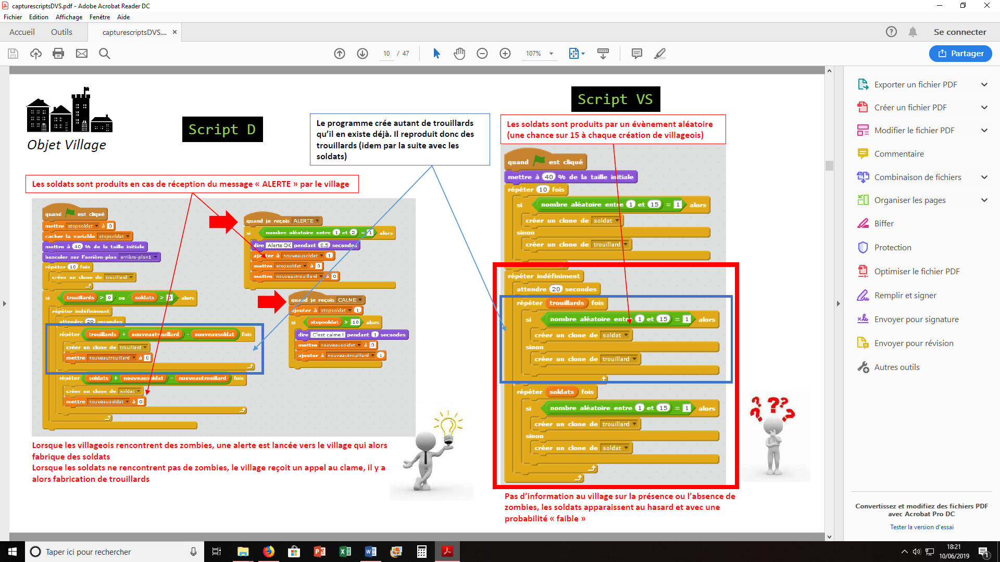 capturescriptsDVS.pdf - Adobe Acrobat Reader DC
Fichier Edition Affichage Fenêtre Aide
Accueil Outils capturescriptsDVS.... × Se connecter
10 / 47 107% Partager
Objet Village
Script D
Le programme crée autant de trouillards
qu'il en existe déjà. Il reproduit donc des
trouillards (idem par la suite avec les
soldats)
Les soldats sont produits en cas de réception du message « ALERTE » par le village
quand est cliqué
mettre stopsoldat à 0
cacher la variable stopsoldat
mettre à 40 % de la taille initiale
basculer sur l'arrière-plan arrière-plan1
répéter 10 fois
créer un clone de trouillard
si trouillards > 0 ou soldats > 0 alors
répéter indéfiniment
attendre 20 secondes
répéter trouillards + nouveautrouillard - nouveausoldat fois
créer un clone de trouillard
mettre nouveautrouillard à 0
répéter soldats + nouveausoldat - nouveautrouillard fois
créer un clone de soldat
mettre nouveausoldat à 0
quand je reçois ALERTE
si nombre aléatoire entre 1 et 2 = 1 alors
dire Alerte OK pendant 0.5 secondes
ajouter à nouveausoldat 1
mettre stopsoldat à 0
mettre nouveautrouillard à 0
quand je reçois CALME
ajouter à stopsoldat 1
si stopsoldat > 10 alors
dire C'est calme ! pendant 1 secondes
mettre nouveausoldat à 0
ajouter à nouveautrouillard 1
Lorsque les villageois rencontrent des zombies, une alerte est lancée vers le village qui alors
fabrique des soldats
Lorsque les soldats ne rencontrent pas de zombies, le village reçoit un appel au clame, il y a
alors fabrication de trouillards
Script VS
Les soldats sont produits par un évènement aléatoire
(une chance sur 15 à chaque création de villageois)
quand est cliqué
mettre à 40 % de la taille initiale
répéter 10 fois
si nombre aléatoire entre 1 et 15 = 1 alors
créer un clone de soldat
sinon
créer un clone de trouillard
répéter indéfiniment
attendre 20 secondes
répéter trouillards fois
si nombre aléatoire entre 1 et 15 = 1 alors
créer un clone de soldat
sinon
créer un clone de trouillard
répéter soldats fois
si nombre aléatoire entre 1 et 15 = 1 alors
créer un clone de trouillard
sinon
créer un clone de soldat
Pas d'information au village sur la présence ou l'absence de
zombies, les soldats apparaissent au hasard et avec une
probabilité « faible »
Exporter un fichier PDF
Créer un fichier PDF
Modifier le fichier PDF
Commentaire
Combinaison de fichiers
Organiser les pages
Biffer
Protection
Optimiser le fichier PDF
Remplir et signer
Envoyer pour signature
Envoyer pour révision
Autres outils
Convertissez et modifiez des fichiers PDF
avec Acrobat Pro DC
Tester la version d'essai
Taper ici pour rechercher
18:21
10/06/2019
1